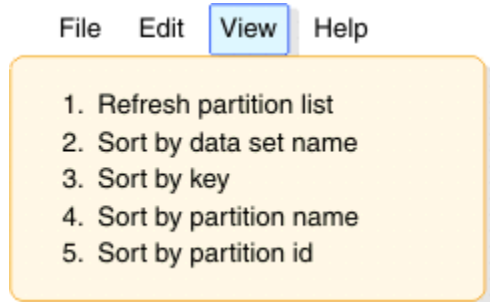 File Edit View Help
1. Refresh partition list
2. Sort by data set name
3. Sort by key
4. Sort by partition name
5. Sort by partition id